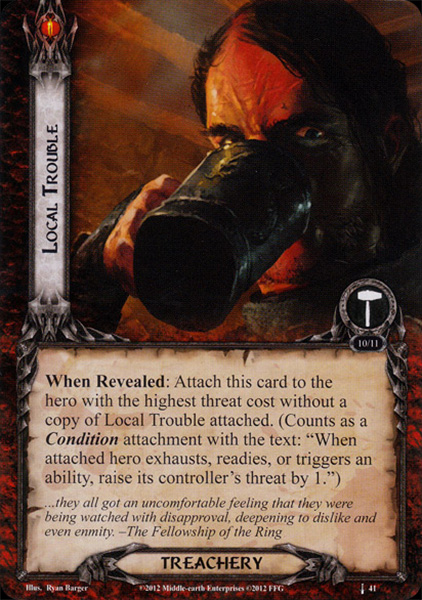 LOCAL TROUBLE
10/11
When Revealed: Attach this card to the
hero with the highest threat cost without a
copy of Local Trouble attached. (Counts as a
Condition attachment with the text: “When
attached hero exhausts, readies, or triggers an
ability, raise its controller’s threat by 1.”)
...they all got an uncomfortable feeling that they were
being watched with disapproval, deepening to dislike and
even enmity. –The Fellowship of the Ring
TREACHERY
Illus. Ryan Barger ©2012 Middle-earth Enterprises ©2012 FFG 41